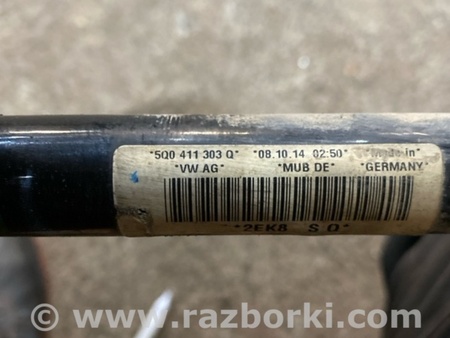 *5Q0 411 303 Q* *08.10.14 02:50* *made in*
*VW AG* *MUB DE* *GERMANY*
*2EK8 S Q*
www.razborki.com